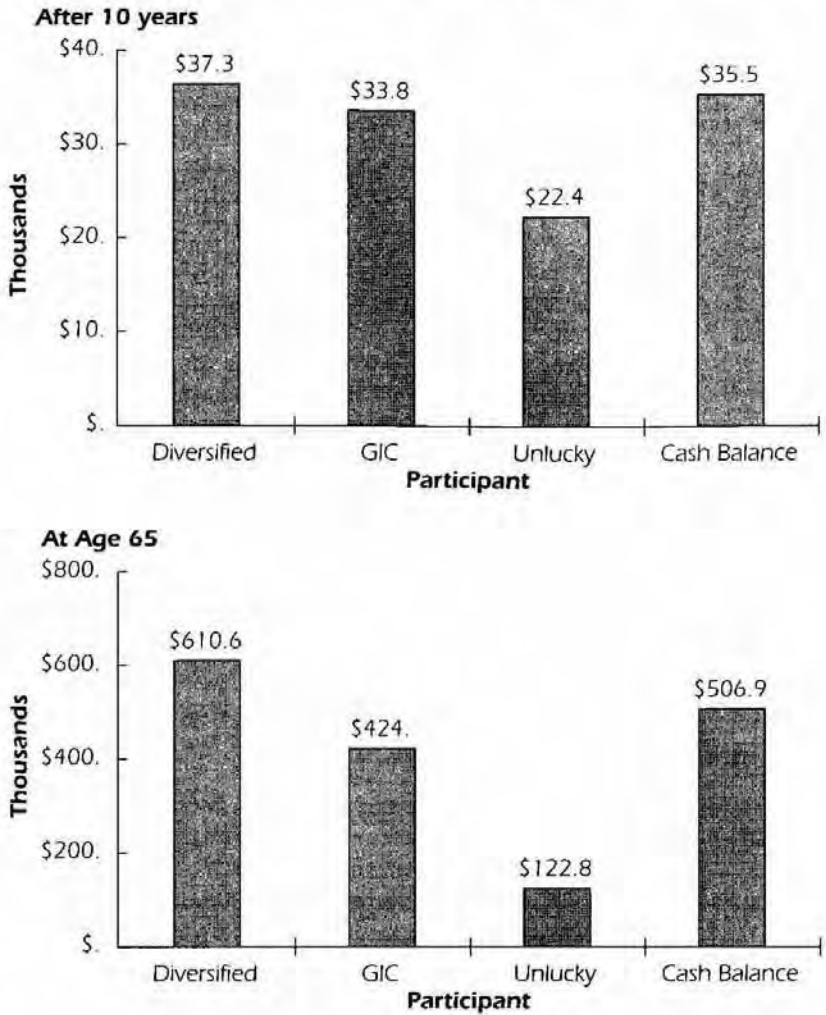 After 10 years
$40.
$37.3
$33.8
$35.5
$30.
$22.4
$20.
$10.
$.
Thousands
Diversified GIC Unlucky Cash Balance
Participant
At Age 65
$800.
$610.6
$600.
$506.9
$424.
$400.
$200.
$122.8
$.
Thousands
Diversified GIC Unlucky Cash Balance
Participant